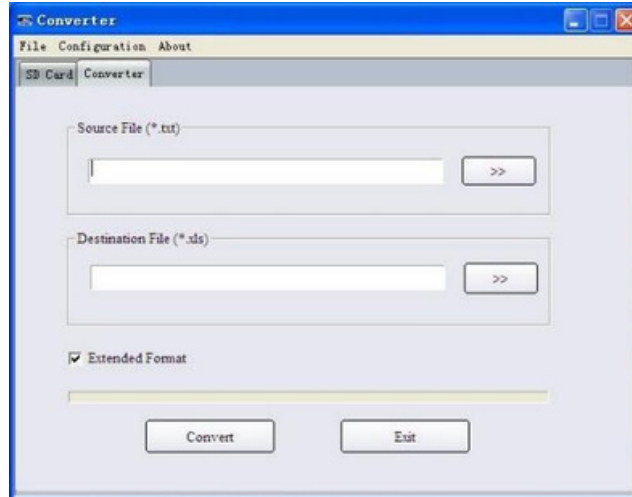 Converter
File Configuration About
SD Card Converter
Source File (*.txt)
>>
Destination File (*.xls)
>>
Extended Format
Convert Exit